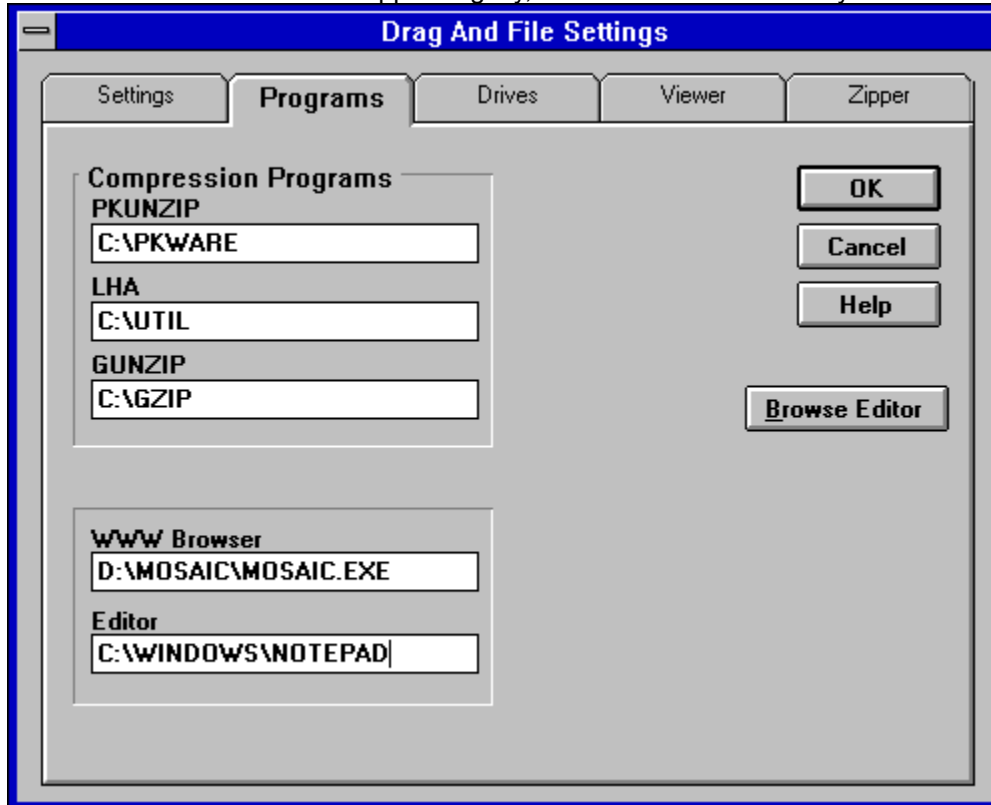 Drag And File Settings
Settings Programs Drives Viewer Zipper
Compression Programs
PKUNZIP
C:\PKWARE
LHA
C:\UTIL
GUNZIP
C:\GZIP
OK
Cancel
Help
Browse Editor
WWW Browser
D:\MOSAIC\MOSAIC.EXE
Editor
C:\WINDOWS\NOTEPAD